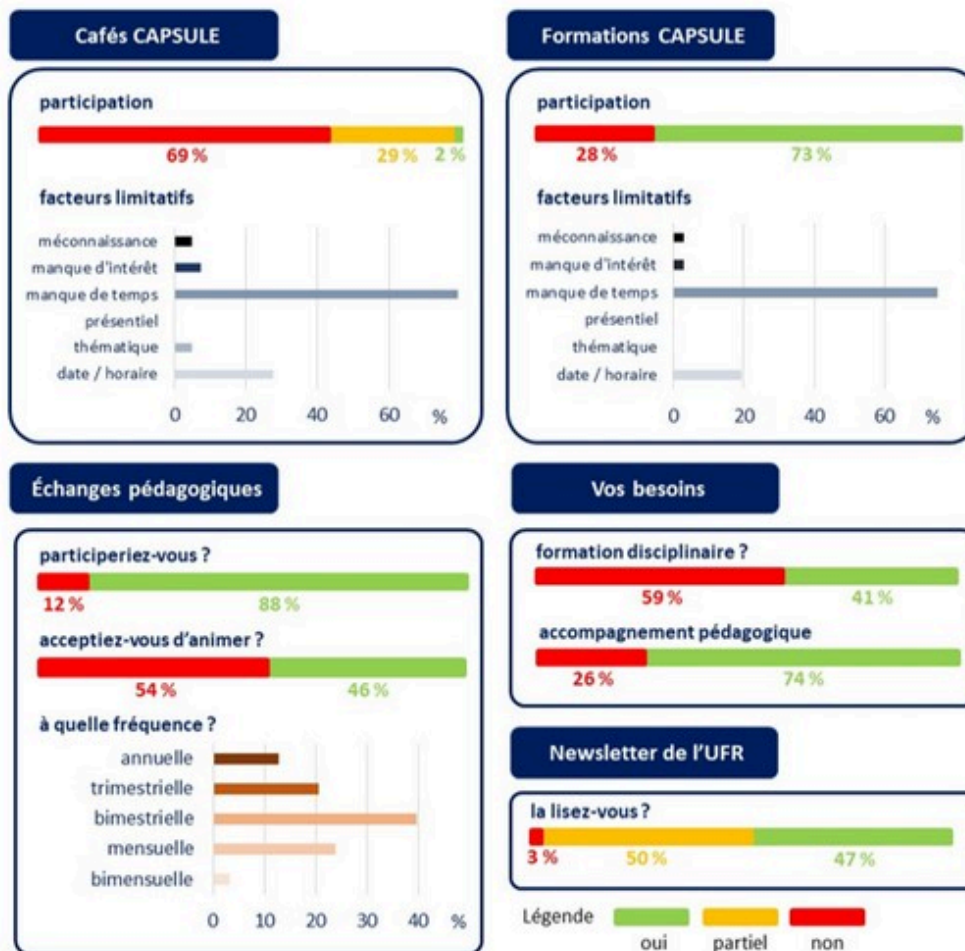 Cafés CAPSULE
participation
69 % 29 % 2 %
facteurs limitatifs
méconnaissance
manque d'intérêt
manque de temps
présentiel
thématique
date / horaire
0 20 40 60 %
Formations CAPSULE
participation
28 % 73 %
facteurs limitatifs
méconnaissance
manque d'intérêt
manque de temps
présentiel
thématique
date / horaire
0 20 40 60 %
Échanges pédagogiques
participeriez-vous ?
12 % 88 %
acceptiez-vous d'animer ?
54 % 46 %
à quelle fréquence ?
annuelle
trimestrielle
bimestrielle
mensuelle
bimensuelle
0 10 20 30 40 %
Vos besoins
formation disciplinaire ?
59 % 41 %
accompagnement pédagogique
26 % 74 %
Newsletter de l'UFR
la lisez-vous ?
3 % 50 % 47 %
Légende
oui partiel non